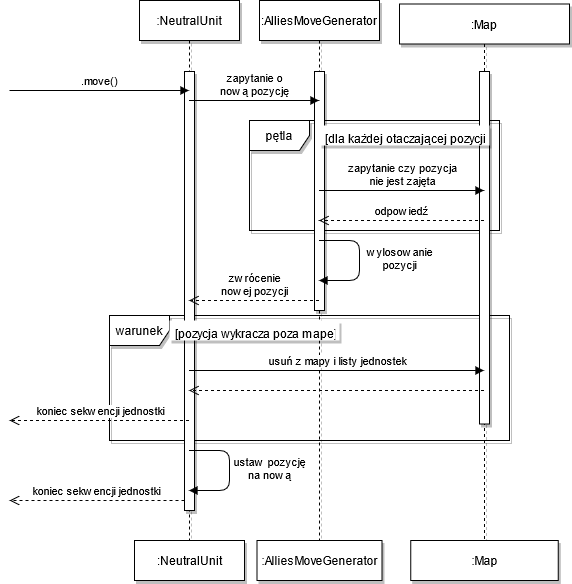 :NeutralUnit
:AlliesMoveGenerator
:Map
.move()
zapytanie o
nową pozycję
pętla
[dla każdej otaczającej pozycji
zapytanie czy pozycja
nie jest zajęta
odpowiedź
wylosowanie
pozycji
zwrócenie
nowej pozycji
warunek
[pozycja wykracza poza mape]
usuń z mapy i listy jednostek
koniec sekwencji jednostki
ustaw pozycję
na nową
koniec sekwencji jednostki
:NeutralUnit
:AlliesMoveGenerator
:Map